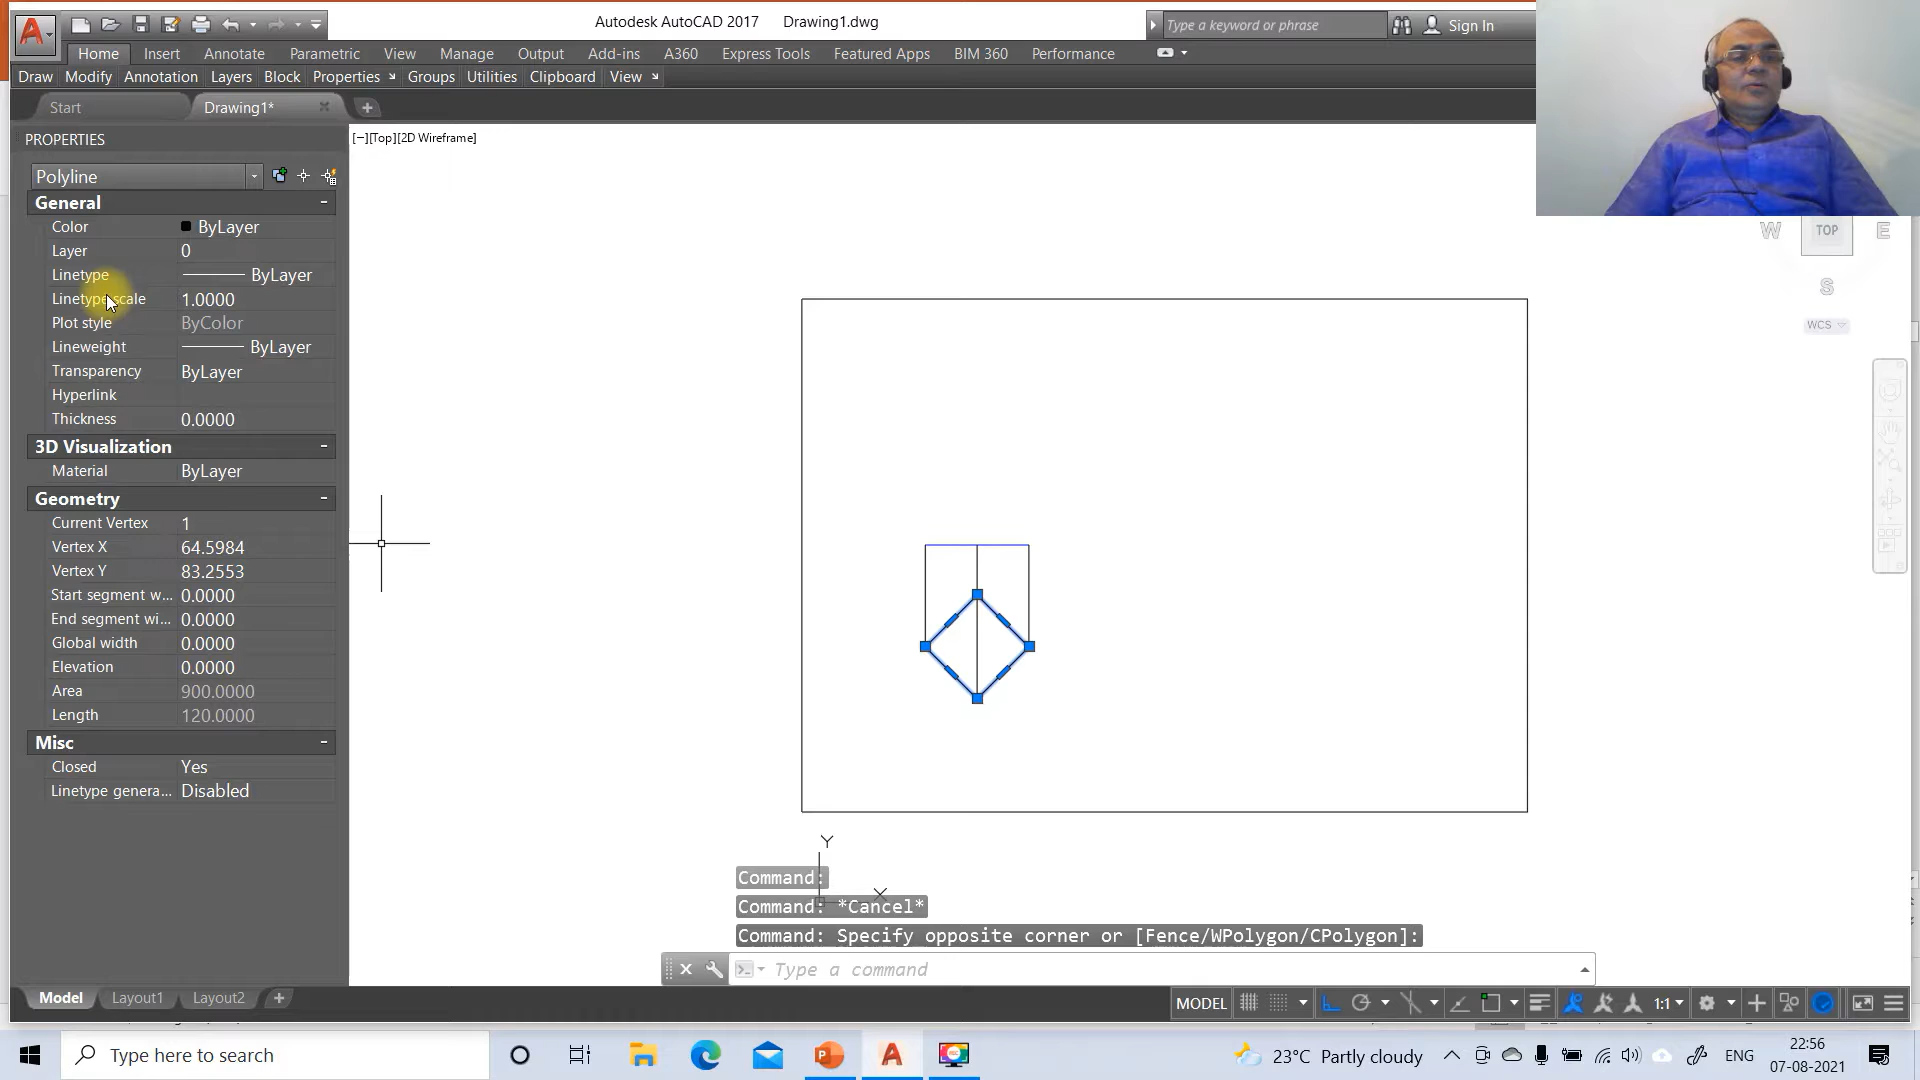 Autodesk AutoCAD 2017 Drawing1.dwg
Type a keyword or phrase
Sign In
Home Insert Annotate Parametric View Manage Output Add-ins A360 Express Tools Featured Apps BIM 360 Performance
Draw Modify Annotation Layers Block Properties Groups Utilities Clipboard View
Start
Drawing1*
PROPERTIES
[−][Top][2D Wireframe]
Polyline
General
Color ByLayer
Layer 0
Linetype ByLayer
Linetype scale 1.0000
Plot style ByColor
Lineweight ByLayer
Transparency ByLayer
Hyperlink
Thickness 0.0000
3D Visualization
Material ByLayer
Geometry
Current Vertex 1
Vertex X 64.5984
Vertex Y 83.2553
Start segment w... 0.0000
End segment wi... 0.0000
Global width 0.0000
Elevation 0.0000
Area 900.0000
Length 120.0000
Misc
Closed Yes
Linetype genera... Disabled
W TOP E
S
WCS
Y
X
Command:
Command: *Cancel*
Command: Specify opposite corner or [Fence/WPolygon/CPolygon]:
Type a command
Model Layout1 Layout2
MODEL
1:1
Type here to search
23°C Partly cloudy
ENG
22:56
07-08-2021